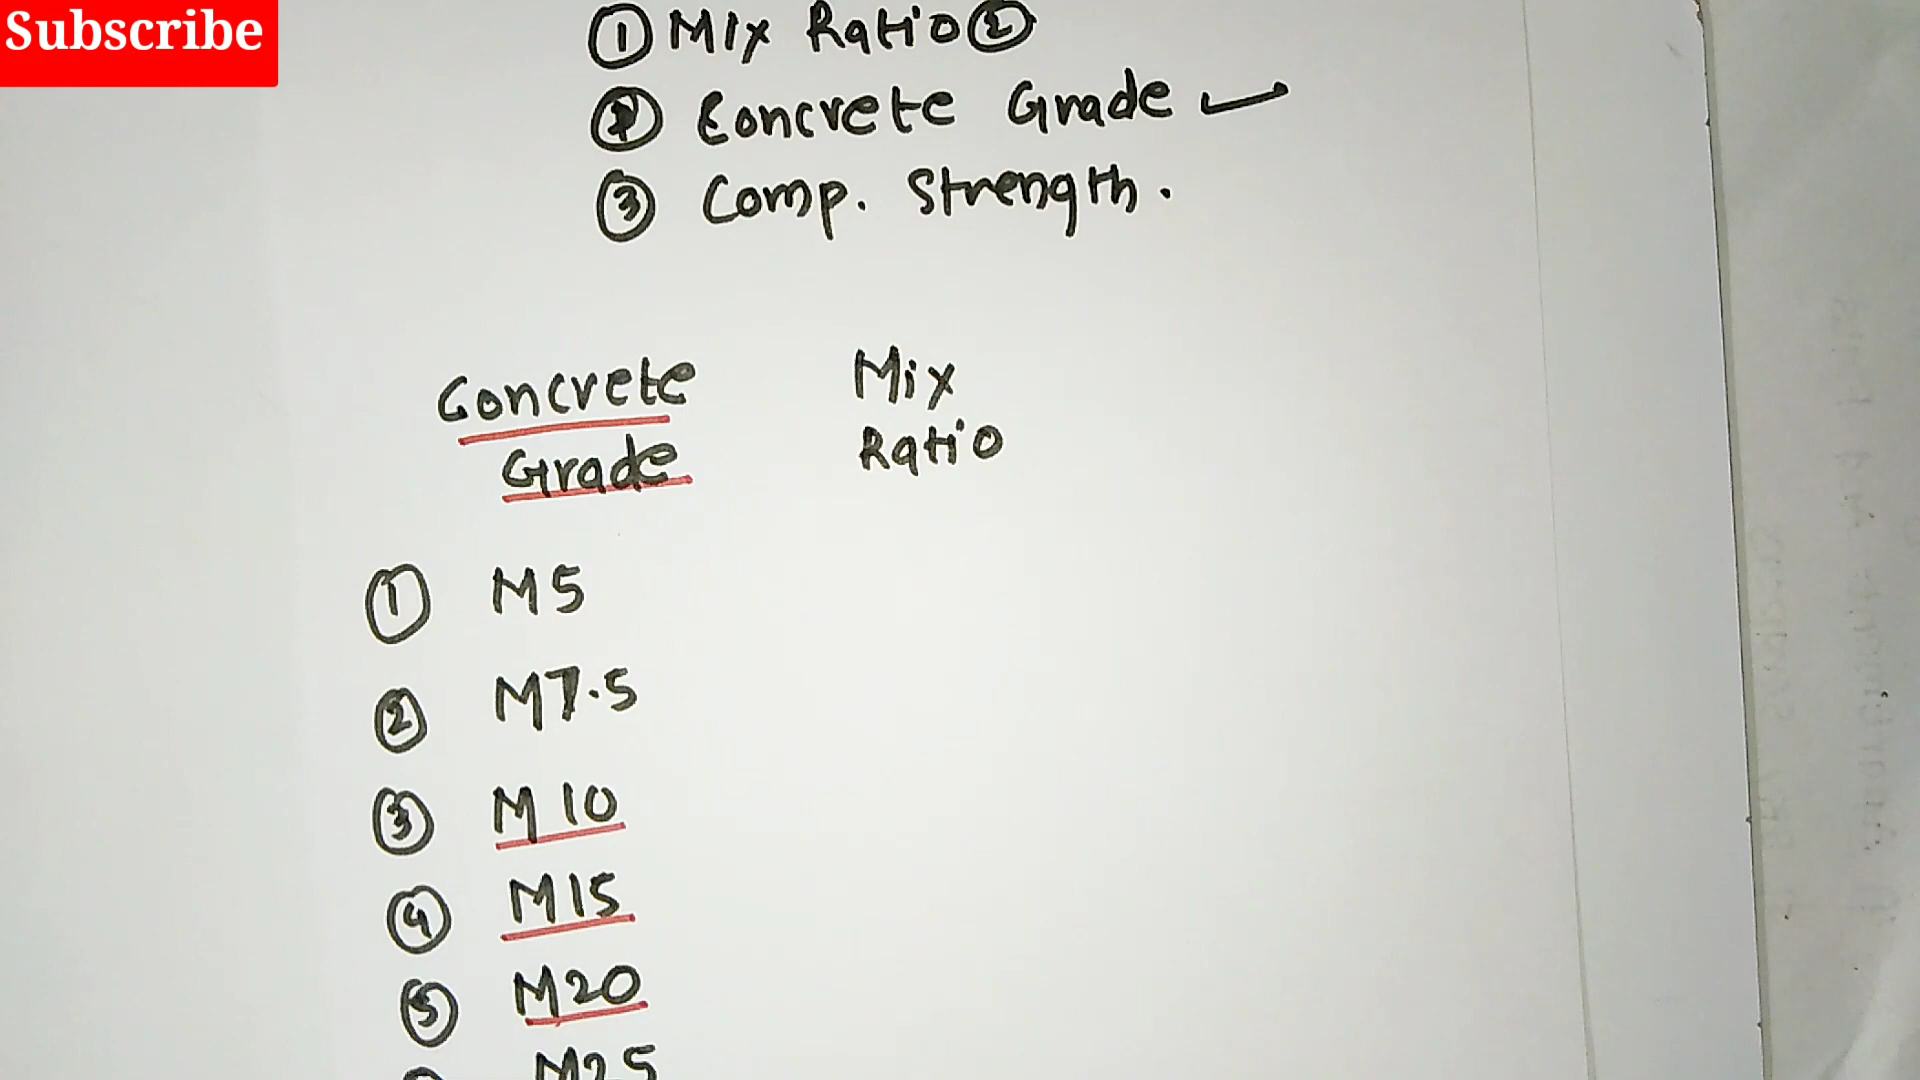 Subscribe
① Mix Ratio ②
② Concrete Grade
③ Comp. Strength.
Concrete Grade
Mix Ratio
① M5
② M7.5
③ M10
④ M15
⑤ M20
M25